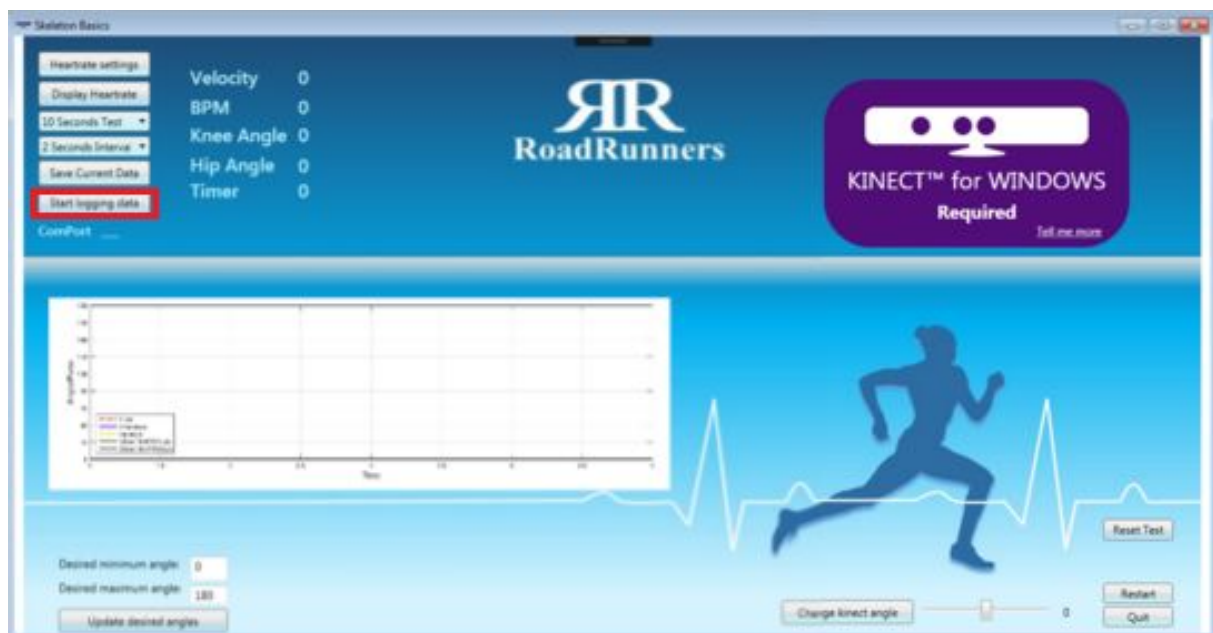 Skeleton Basics
Heartrate settings
Display Heartrate
10 Seconds Test
2 Seconds Interval
Save Current Data
Start logging data
ComPort
Velocity 0
BPM 0
Knee Angle 0
Hip Angle 0
Timer 0
RR
RoadRunners
KINECT™ for WINDOWS
Required
Tell me more
Time
Desired minimum angle: 0
Desired maximum angle: 180
Update desired angles
Change kinect angle 0
Reset Test
Restart
Quit